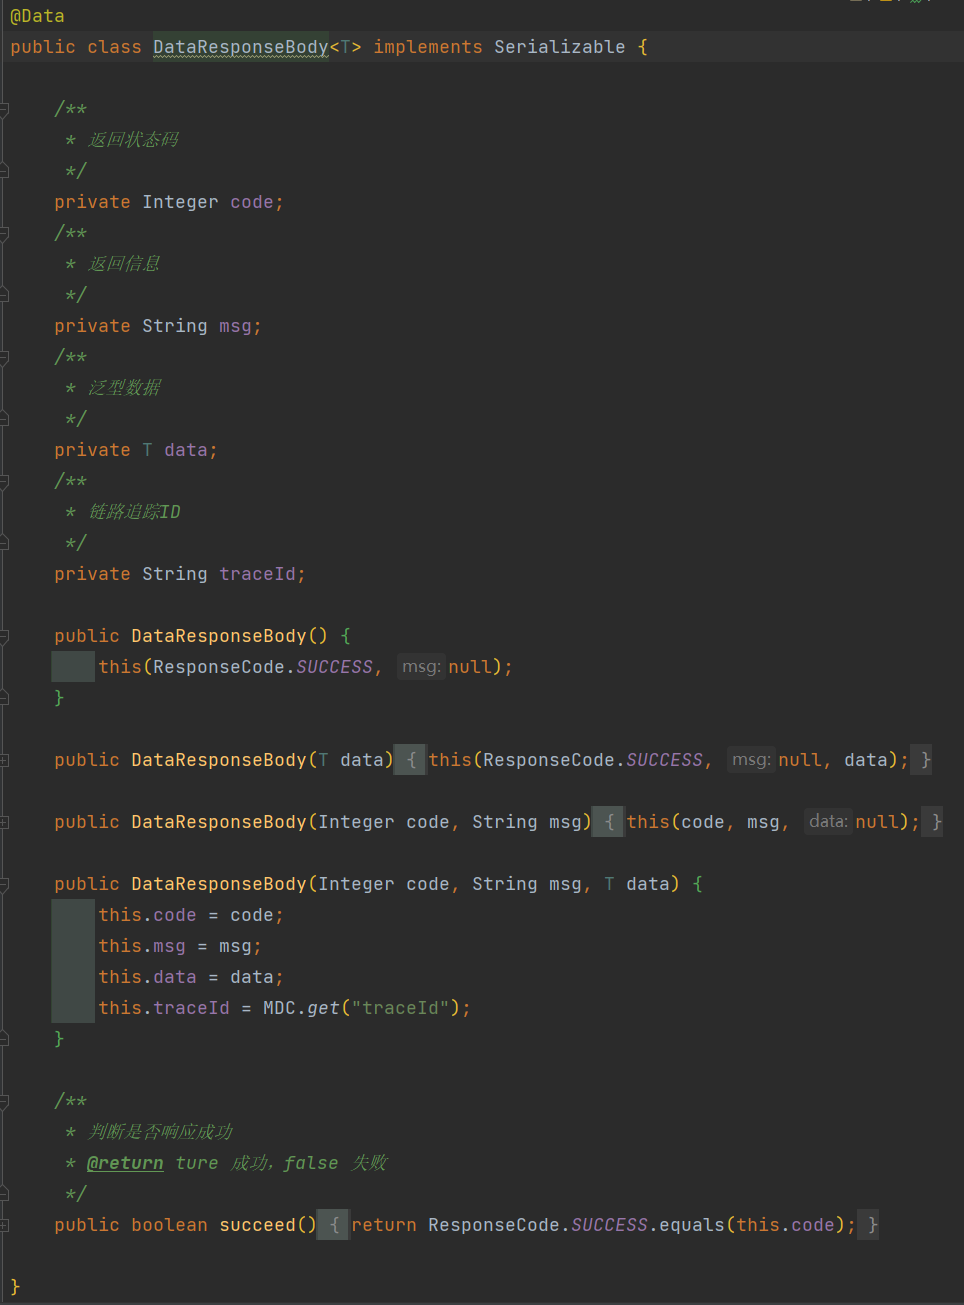 @Data
public class DataResponseBody<T> implements Serializable {
/**
* 返回状态码
*/
private Integer code;
/**
* 返回信息
*/
private String msg;
/**
* 泛型数据
*/
private T data;
/**
* 链路追踪ID
*/
private String traceId;
public DataResponseBody() {
this(ResponseCode.SUCCESS, msg: null);
}
public DataResponseBody(T data) { this(ResponseCode.SUCCESS, msg: null, data); }
public DataResponseBody(Integer code, String msg) { this(code, msg, data: null); }
public DataResponseBody(Integer code, String msg, T data) {
this.code = code;
this.msg = msg;
this.data = data;
this.traceId = MDC.get("traceId");
}
/**
* 判断是否响应成功
* @return ture 成功，false 失败
*/
public boolean succeed() { return ResponseCode.SUCCESS.equals(this.code); }
}